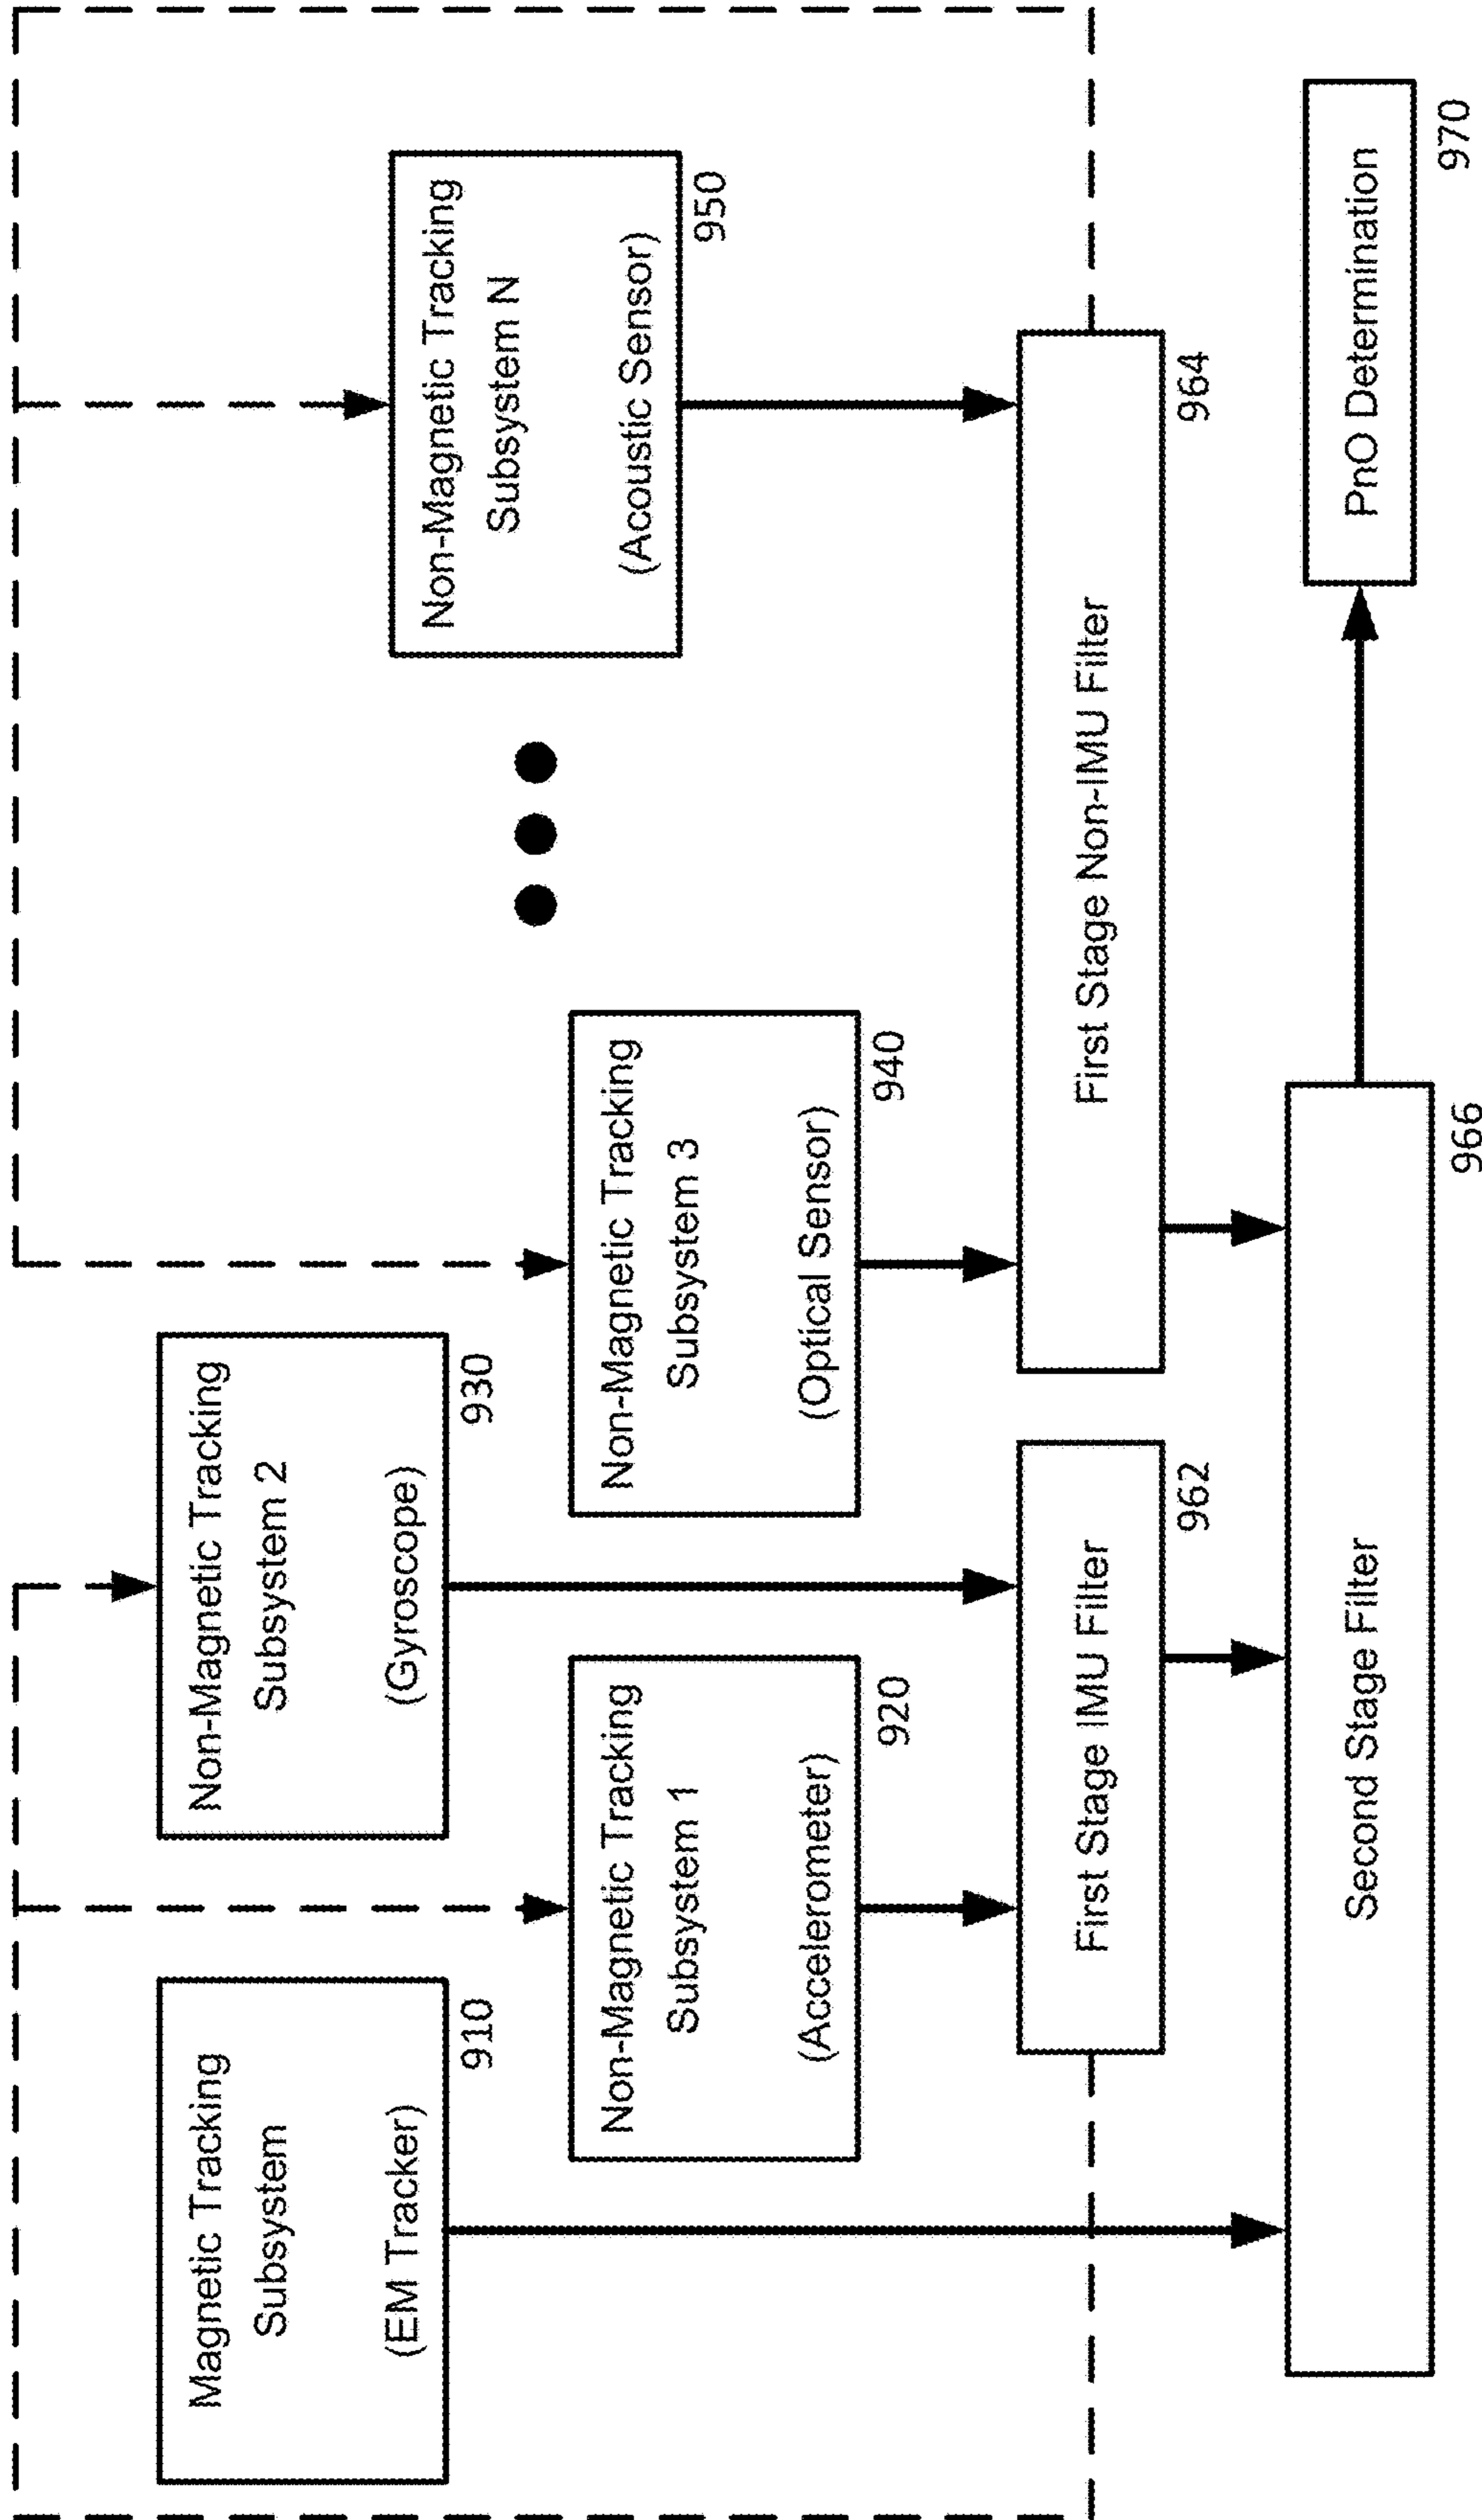 Magnetic Tracking
Subsystem
(EM Tracker)
910
Non-Magnetic Tracking
Subsystem 2
(Gyroscope)
930
Non-Magnetic Tracking
Subsystem 1
(Accelerometer)
920
Non-Magnetic Tracking
Subsystem 3
(Optical Sensor)
940
Non-Magnetic Tracking
Subsystem N
(Acoustic Sensor)
950
First Stage IMU Filter
962
First Stage Non-IMU Filter
964
Second Stage Filter
966
PnO Determination
970